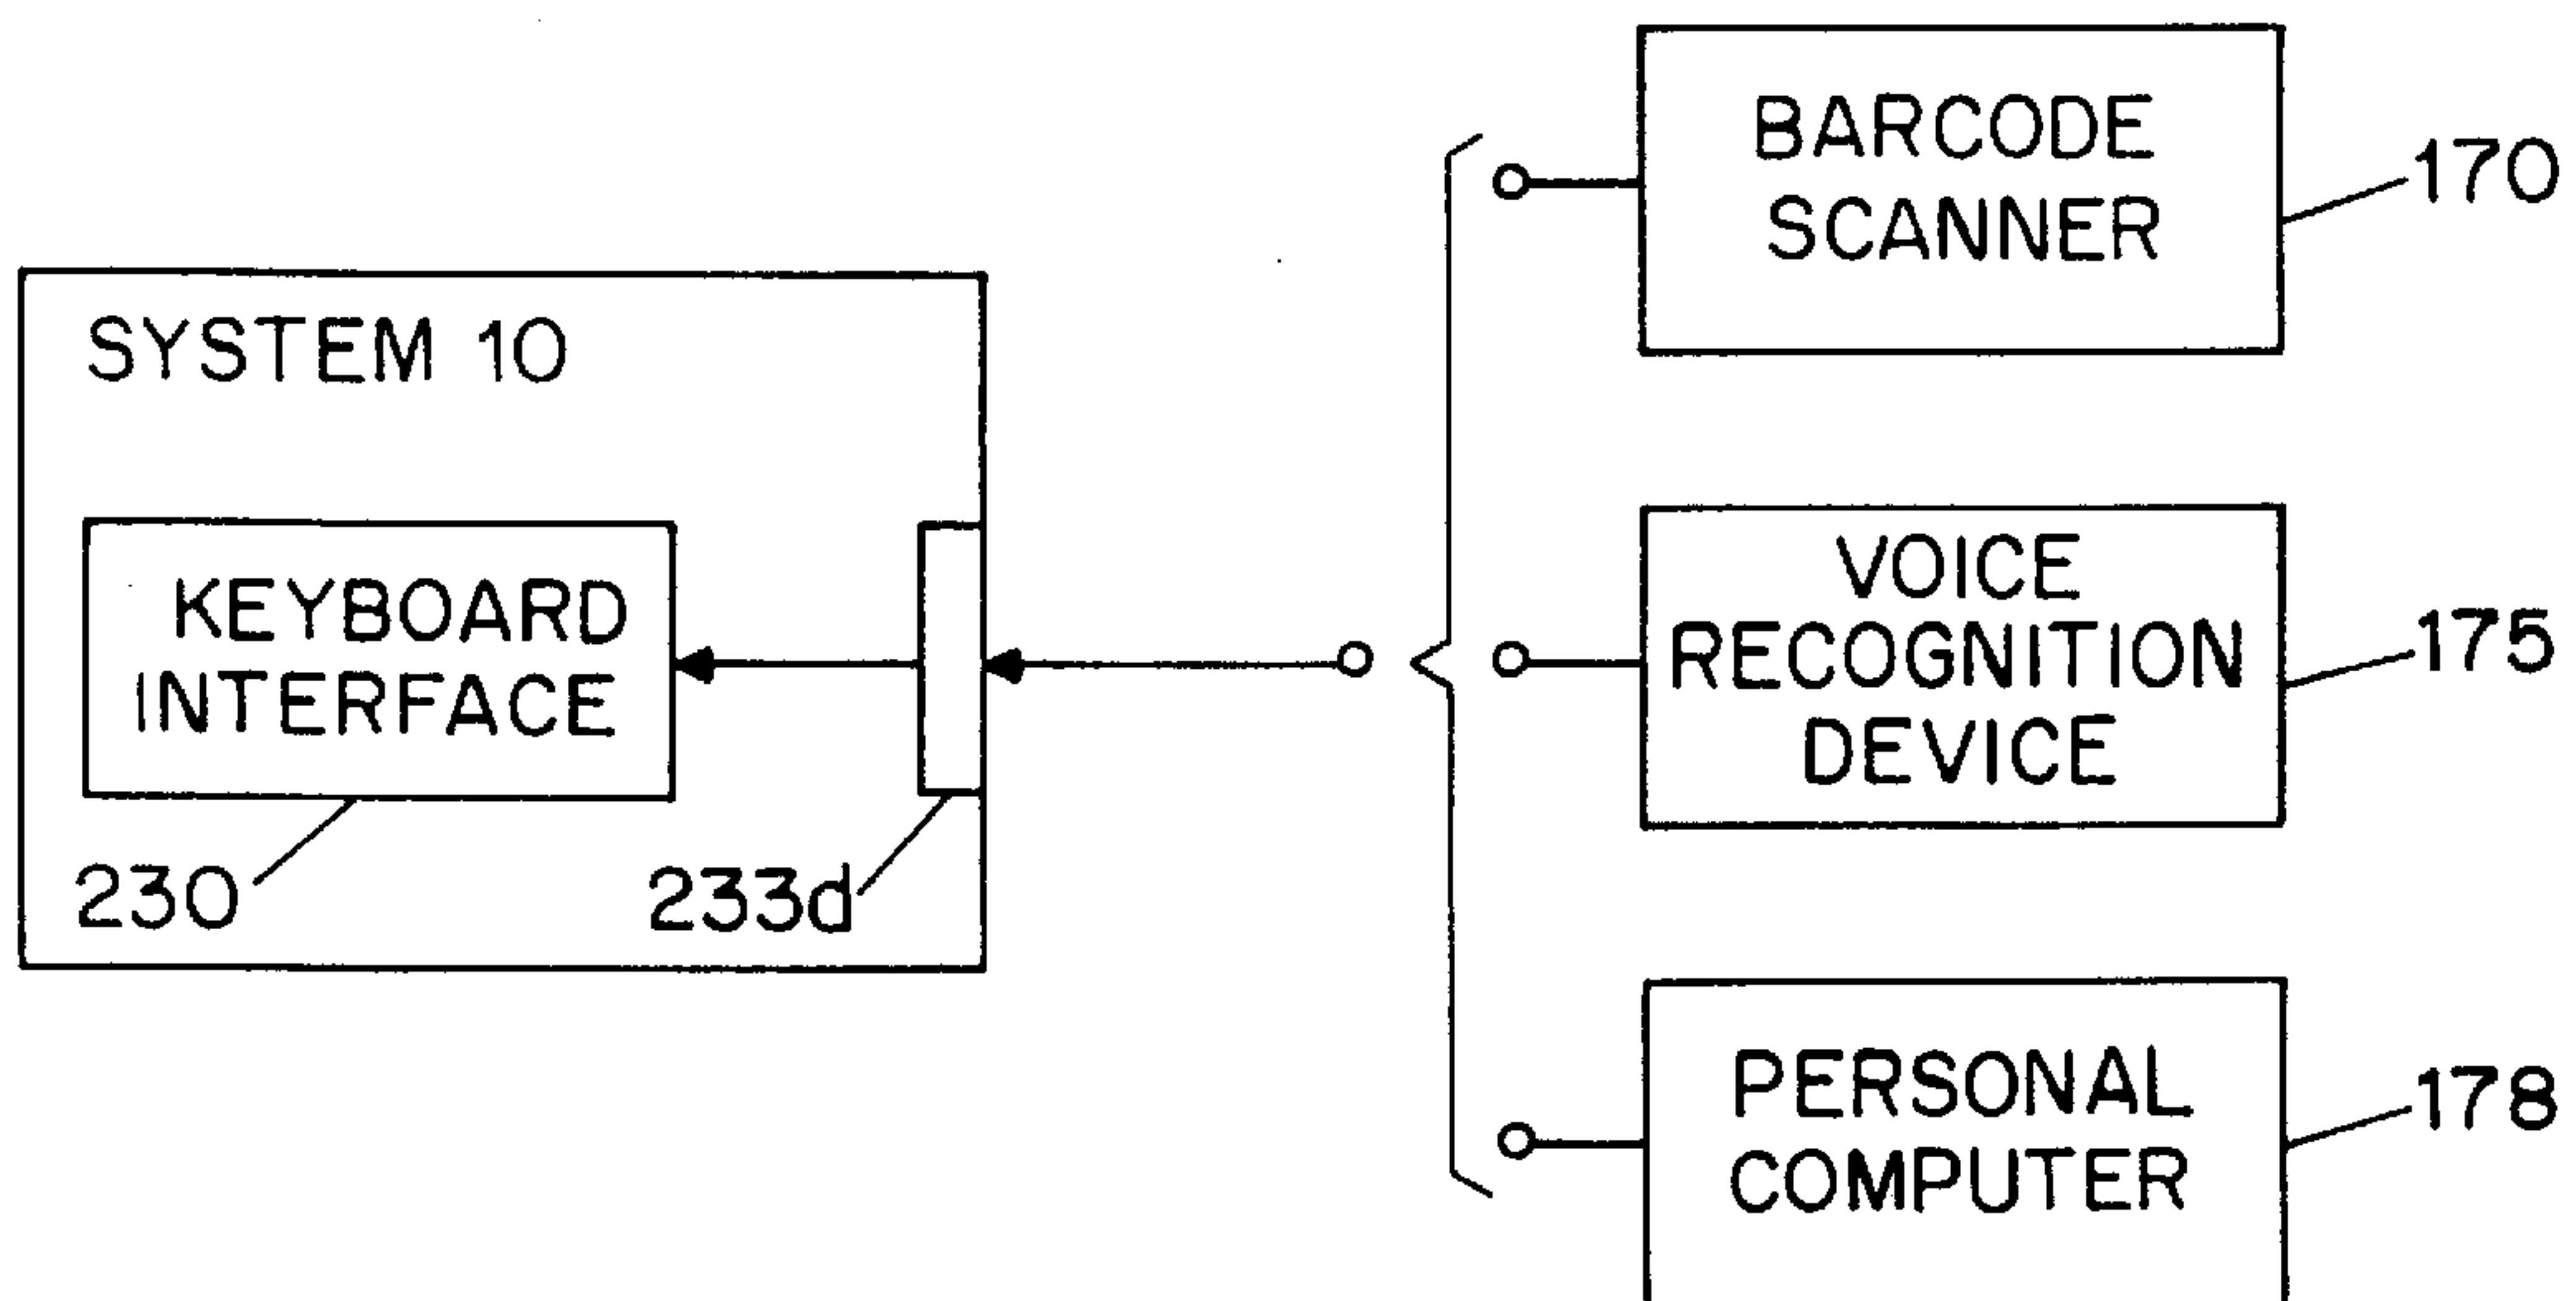 BARCODE
SCANNER
170
SYSTEM 10
KEYBOARD
INTERFACE
230
233d
VOICE
RECOGNITION
DEVICE
175
PERSONAL
COMPUTER
178